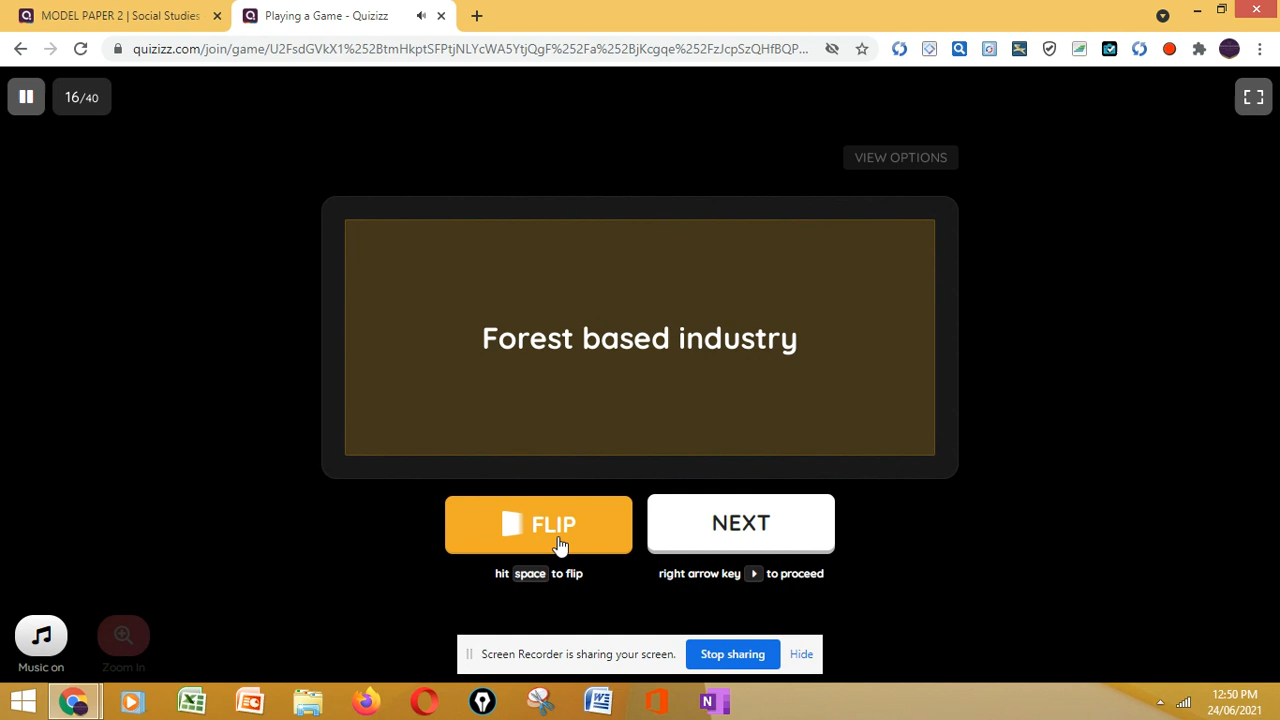 MODEL PAPER 2 | Social Studies
Playing a Game - Quizizz
quizizz.com/join/game/U2FsdGVkX1%252BtmHkptSFPtjNLYcWA5YtjQgF%252Fa%252BjKcgqe%252FzJcpSzQHfBQP...
16/40
VIEW OPTIONS
Forest based industry
FLIP
NEXT
hit space to flip
right arrow key to proceed
Music on
Zoom In
Screen Recorder is sharing your screen.
Stop sharing
Hide
12:50 PM
24/06/2021